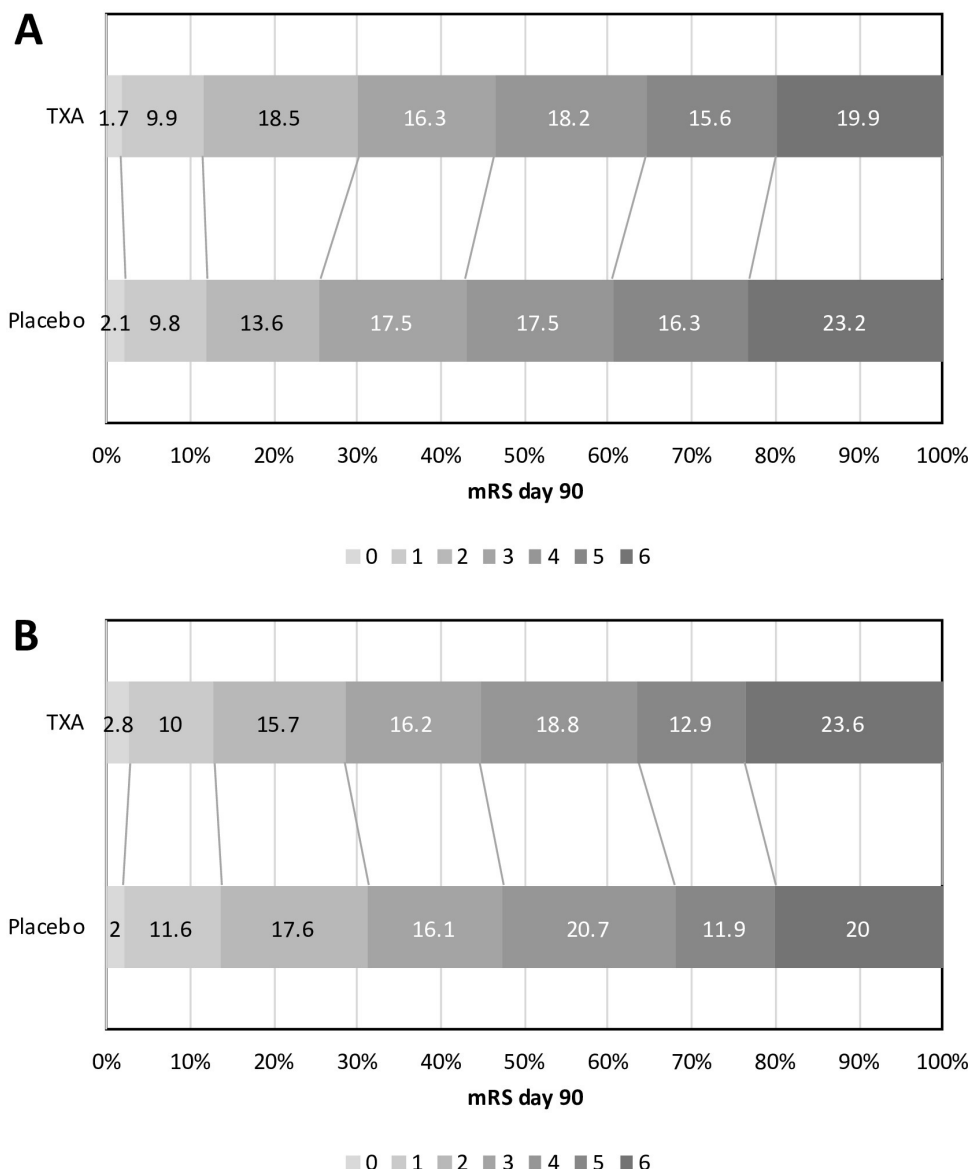 A
TXA 1.7 9.9 18.5 16.3 18.2 15.6 19.9
Placebo 2.1 9.8 13.6 17.5 17.5 16.3 23.2
0% 10% 20% 30% 40% 50% 60% 70% 80% 90% 100%
mRS day 90
0 1 2 3 4 5 6
B
TXA 2.8 10 15.7 16.2 18.8 12.9 23.6
Placebo 2 11.6 17.6 16.1 20.7 11.9 20
0% 10% 20% 30% 40% 50% 60% 70% 80% 90% 100%
mRS day 90
0 1 2 3 4 5 6